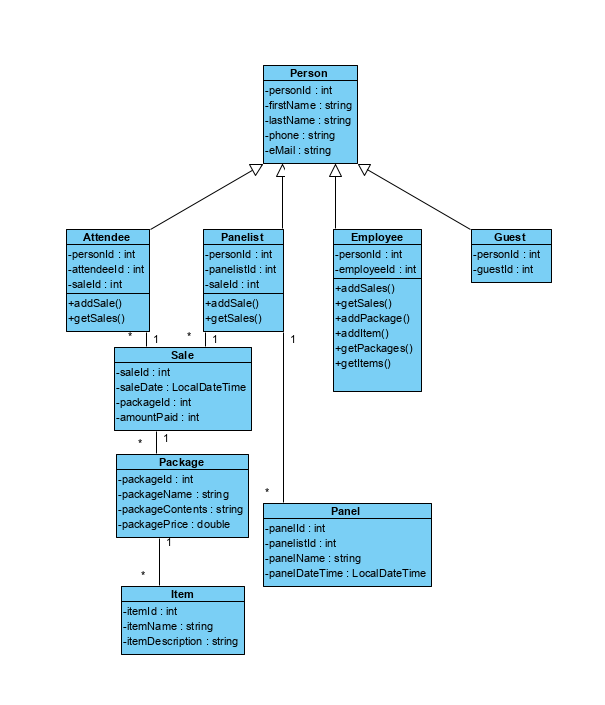 Person
-personId : int
-firstName : string
-lastName : string
-phone : string
-eMail : string
Attendee
-personId : int
-attendeeId : int
-saleId : int
+addSale()
+getSales()
Panelist
-personId : int
-panelistId : int
-saleId : int
+addSale()
+getSales()
Employee
-personId : int
-employeeId : int
+addSales()
+getSales()
+addPackage()
+addItem()
+getPackages()
+getItems()
Guest
-personId : int
-guestId : int
* 1
* 1
1
Sale
-saleId : int
-saleDate : LocalDateTime
-packageId : int
-amountPaid : int
* 1
Package
-packageId : int
-packageName : string
-packageContents : string
-packagePrice : double
1
*
*
Panel
-panelId : int
-panelistId : int
-panelName : string
-panelDateTime : LocalDateTime
Item
-itemId : int
-itemName : string
-itemDescription : string